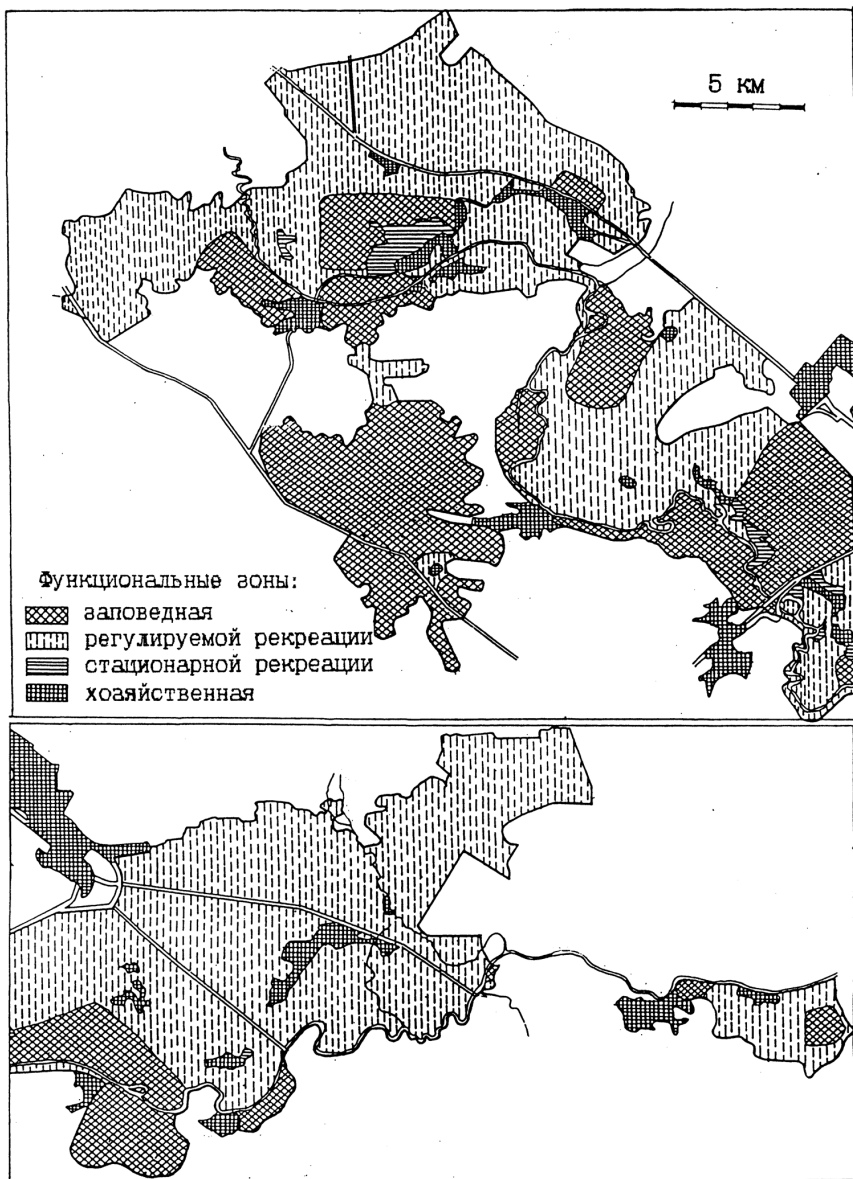 5 км
Функциональные зоны:
заповедная
регулируемой рекреации
стационарной рекреации
хозяйственная